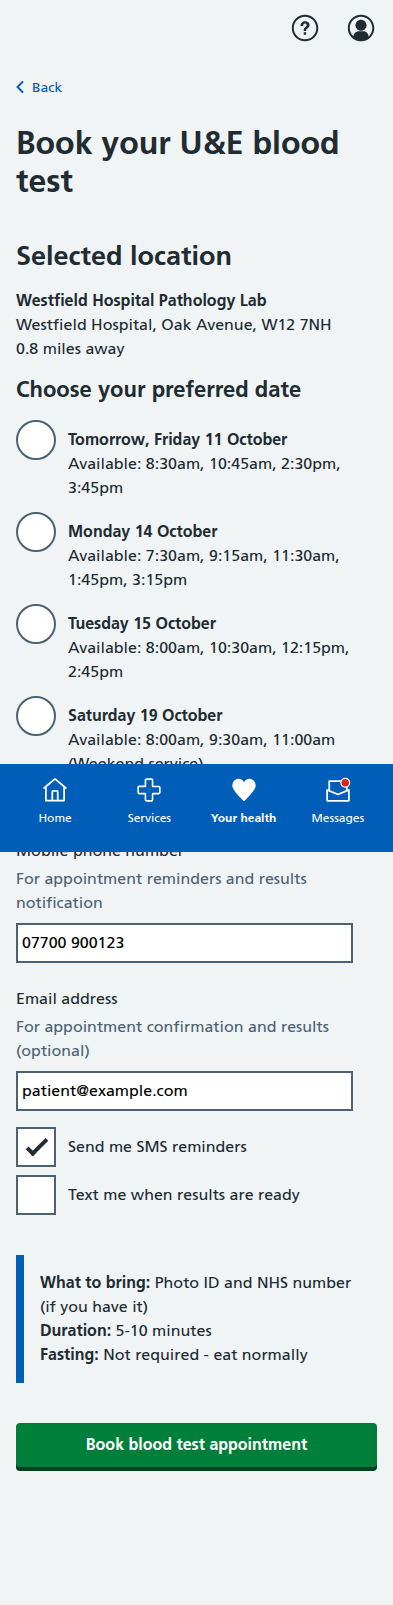 Back
Book your U&E blood
test
Selected location
Westfield Hospital Pathology Lab
Westfield Hospital, Oak Avenue, W12 7NH
0.8 miles away
Choose your preferred date
Tomorrow, Friday 11 October
Available: 8:30am, 10:45am, 2:30pm,
3:45pm
Monday 14 October
Available: 7:30am, 9:15am, 11:30am,
1:45pm, 3:15pm
Tuesday 15 October
Available: 8:00am, 10:30am, 12:15pm,
2:45pm
Saturday 19 October
Available: 8:00am, 9:30am, 11:00am
(Weekend service)
Home Services Your health Messages
Mobile phone number
For appointment reminders and results
notification
07700 900123
Email address
For appointment confirmation and results
(optional)
patient@example.com
Send me SMS reminders
Text me when results are ready
What to bring: Photo ID and NHS number
(if you have it)
Duration: 5-10 minutes
Fasting: Not required - eat normally
Book blood test appointment